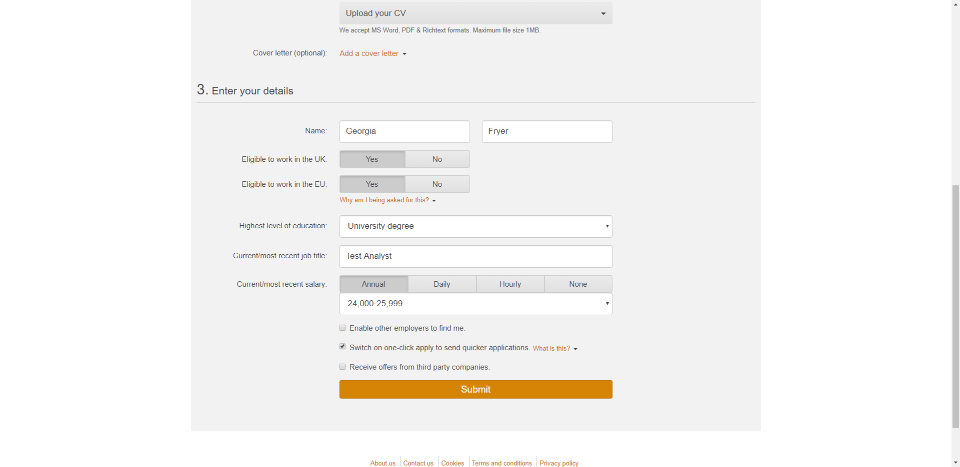 Upload your CV
We accept MS Word, PDF & Richtext formats. Maximum file size 1MB.
Cover letter (optional): Add a cover letter
3. Enter your details
Name: Georgia Fryer
Eligible to work in the UK: Yes No
Eligible to work in the EU: Yes No
Why am I being asked for this?
Highest level of education: University degree
Current/most recent job title: Test Analyst
Current/most recent salary: Annual Daily Hourly None
24,000-25,999
Enable other employers to find me.
Switch on one-click apply to send quicker applications. What is this?
Receive offers from third party companies.
Submit
About us Contact us Cookies Terms and conditions Privacy policy